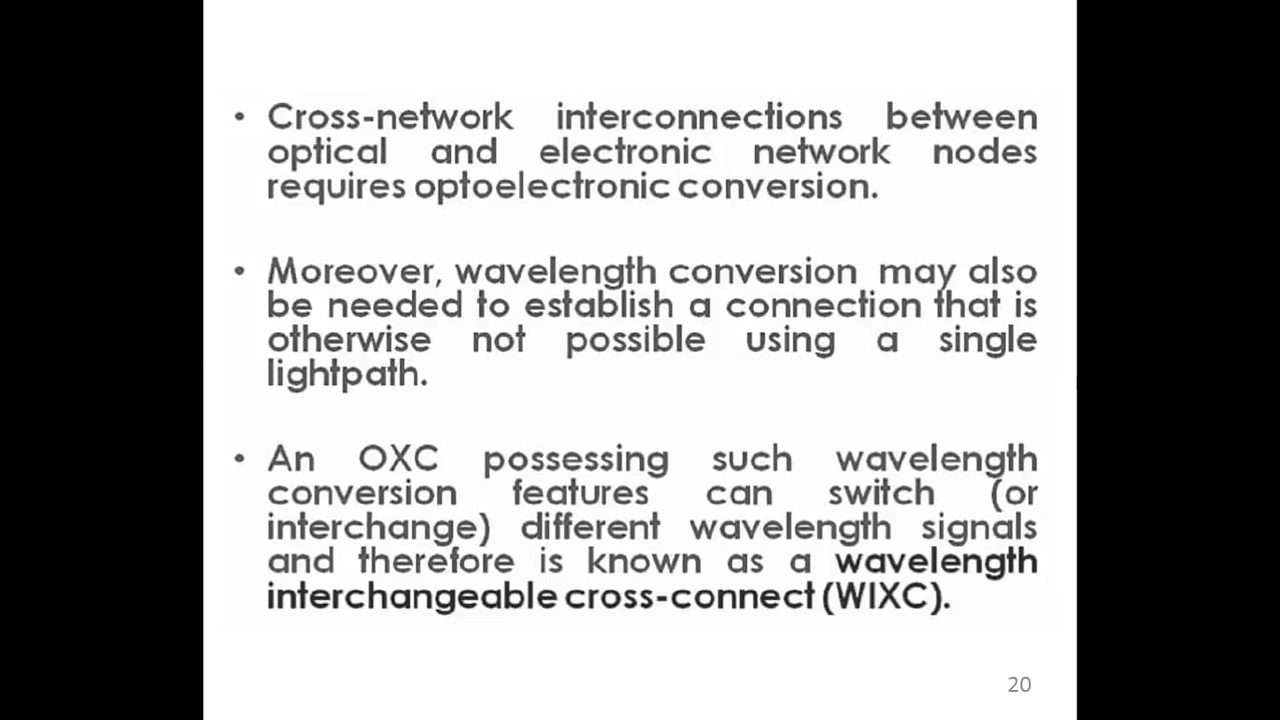 • Cross-network interconnections between
optical and electronic network nodes
requires optoelectronic conversion.
• Moreover, wavelength conversion may also
be needed to establish a connection that is
otherwise not possible using a single
lightpath.
• An OXC possessing such wavelength
conversion features can switch (or
interchange) different wavelength signals
and therefore is known as a wavelength
interchangeable cross-connect (WIXC).
20